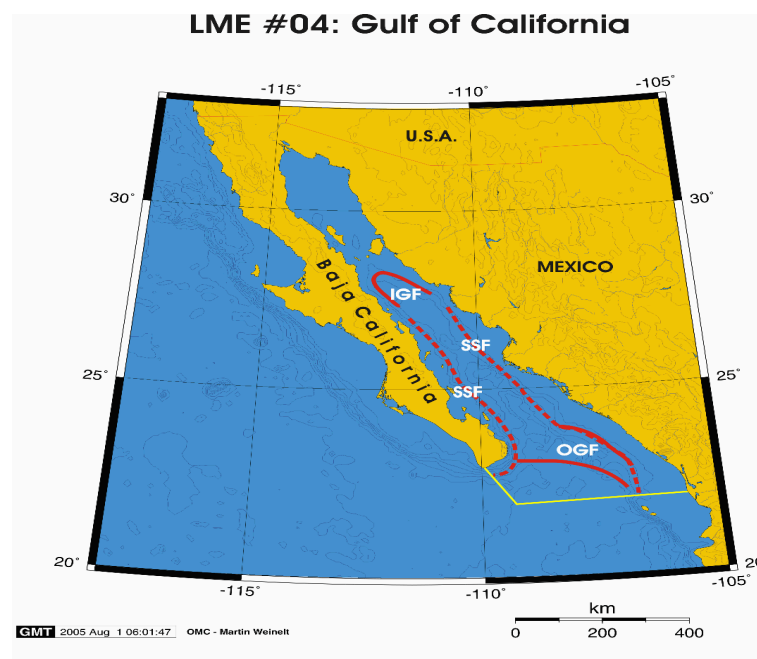 LME #04: Gulf of California
-115° -110° -105°
U.S.A.
30° 30°
MEXICO
Baja California
IGF
SSF
25° 25°
SSF
OGF
20° 20
-115° -110° -105°
km
0 200 400
GMT 2005 Aug 1 06:01:47 OMC - Martin Weinelt